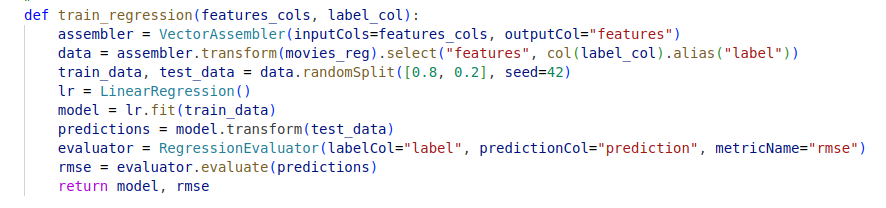 def train_regression(features_cols, label_col):
    assembler = VectorAssembler(inputCols=features_cols, outputCol="features")
    data = assembler.transform(movies_reg).select("features", col(label_col).alias("label"))
    train_data, test_data = data.randomSplit([0.8, 0.2], seed=42)
    lr = LinearRegression()
    model = lr.fit(train_data)
    predictions = model.transform(test_data)
    evaluator = RegressionEvaluator(labelCol="label", predictionCol="prediction", metricName="rmse")
    rmse = evaluator.evaluate(predictions)
    return model, rmse